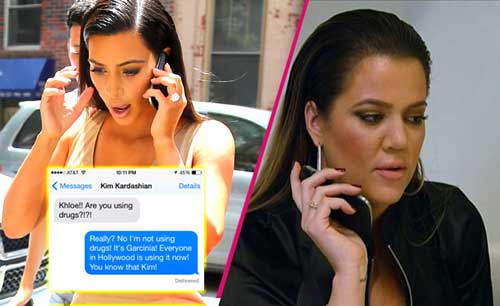 AT&T 10:11 PM 45%
Messages Kim Kardashian Details
Khloe!! Are you using
drugs?!?!
Really? No I'm not using
drugs! It's Garcinia! Everyone
in Hollywood is using it now!
You know that Kim!
Delivered